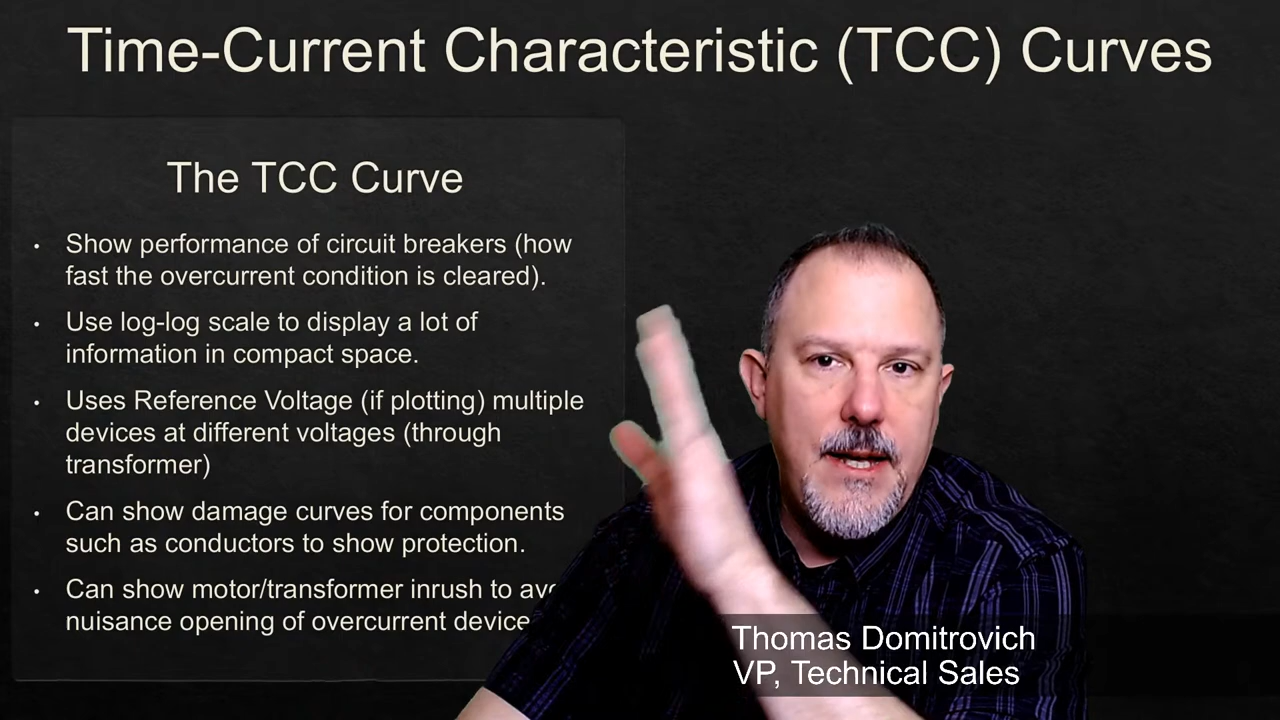 Time-Current Characteristic (TCC) Curves
The TCC Curve
• Show performance of circuit breakers (how
fast the overcurrent condition is cleared).
• Use log-log scale to display a lot of
information in compact space.
• Uses Reference Voltage (if plotting) multiple
devices at different voltages (through
transformer)
• Can show damage curves for components
such as conductors to show protection.
• Can show motor/transformer inrush to
nuisance opening of overcurrent device
Thomas Domitrovich
VP, Technical Sales